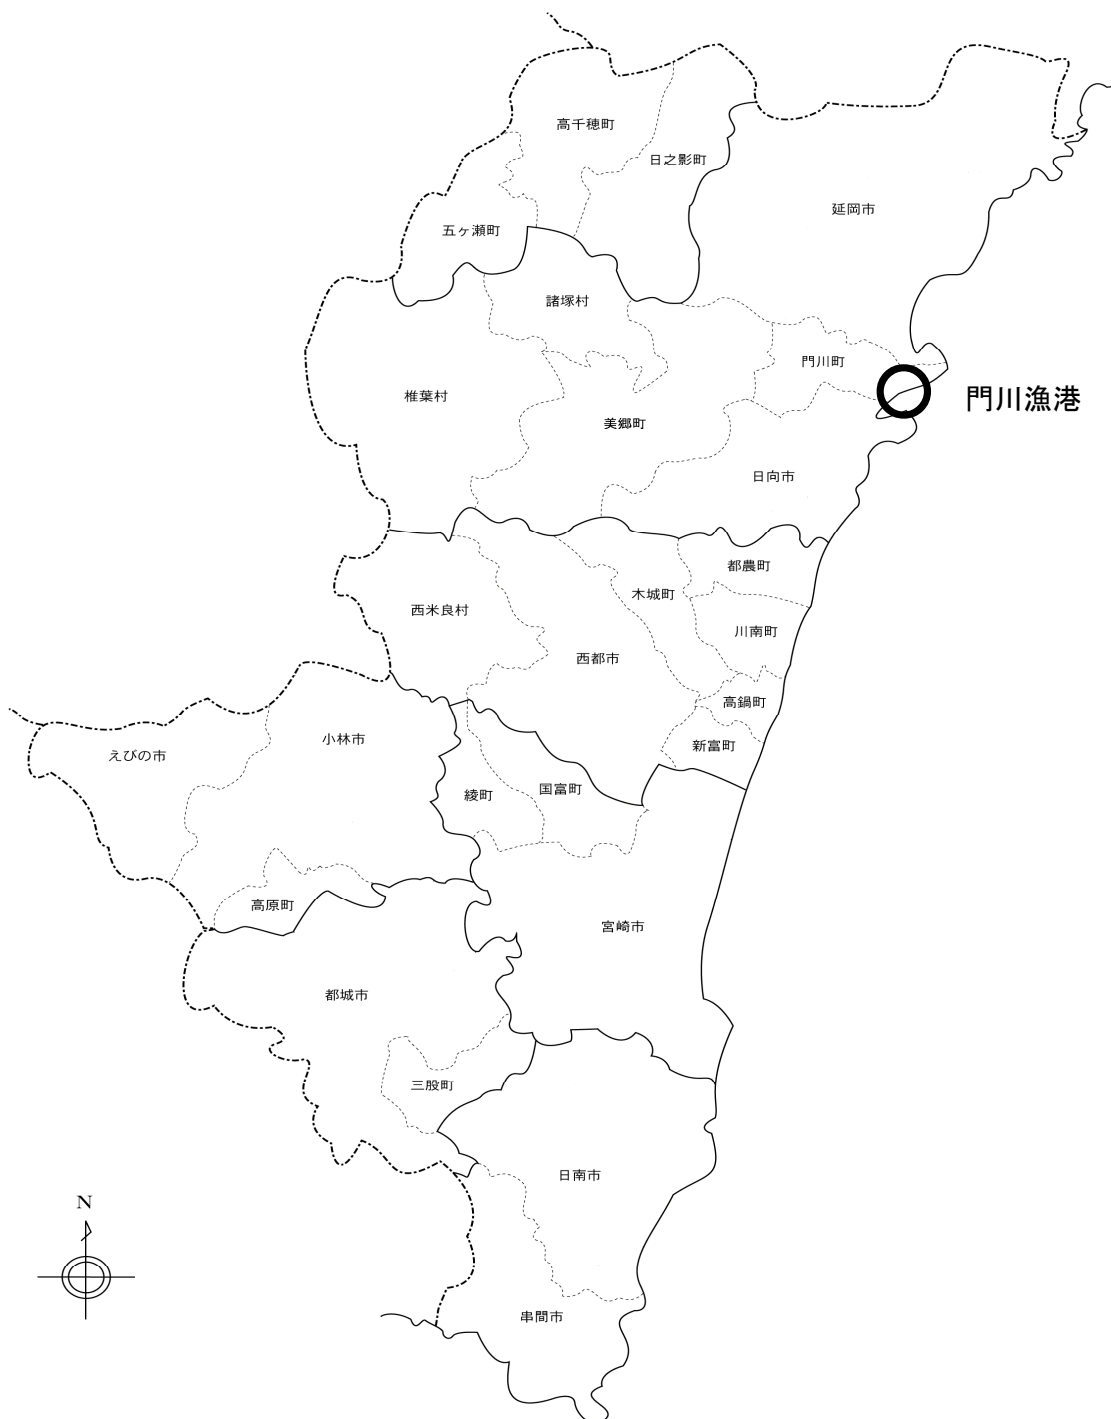 高千穂町
日之影町
延岡市
五ヶ瀬町
諸塚村
門川町
椎葉村
門川漁港
美郷町
日向市
都農町
木城町
西米良村
川南町
西都市
高鍋町
小林市
新富町
えびの市
国富町
綾町
高原町
宮崎市
都城市
三股町
日南市
N
串間市